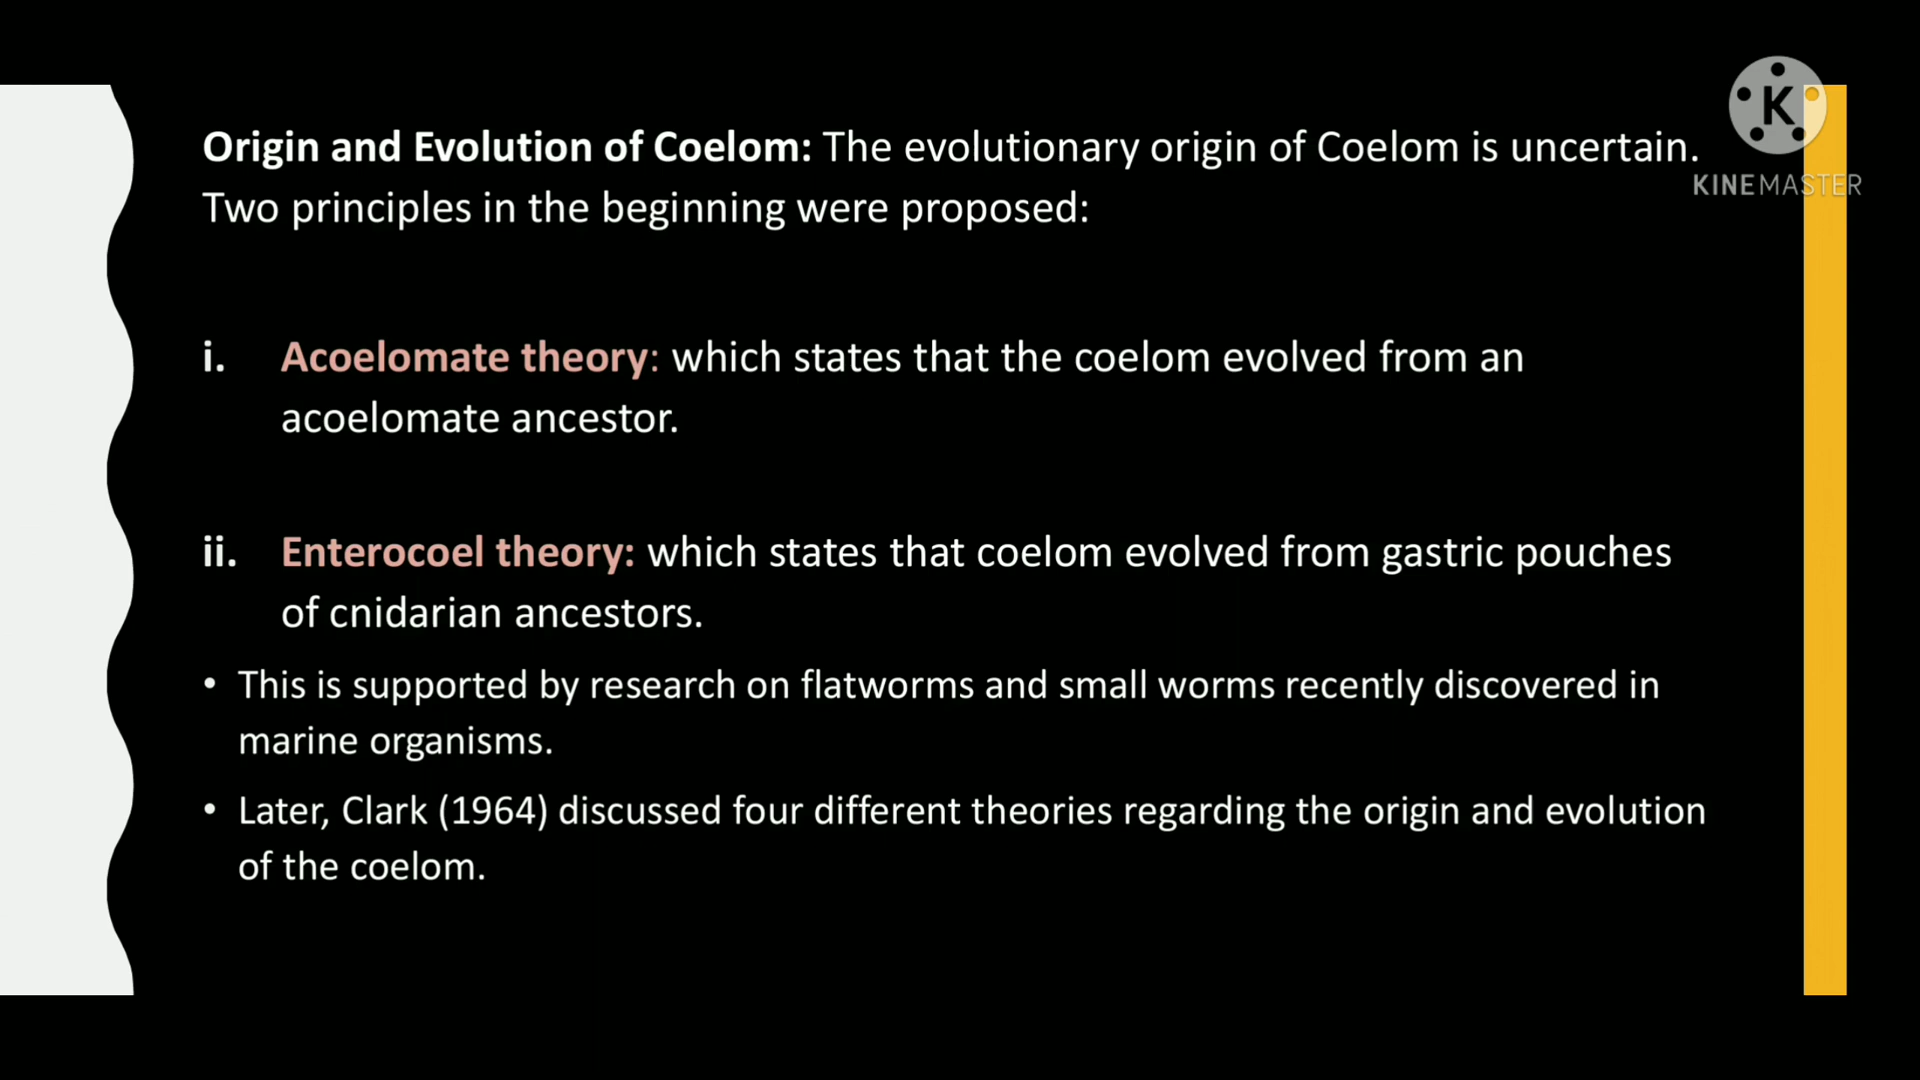 Origin and Evolution of Coelom: The evolutionary origin of Coelom is uncertain.
Two principles in the beginning were proposed:
i. Acoelomate theory: which states that the coelom evolved from an
acoelomate ancestor.
ii. Enterocoel theory: which states that coelom evolved from gastric pouches
of cnidarian ancestors.
• This is supported by research on flatworms and small worms recently discovered in
marine organisms.
• Later, Clark (1964) discussed four different theories regarding the origin and evolution
of the coelom.
K
KINEMASTER